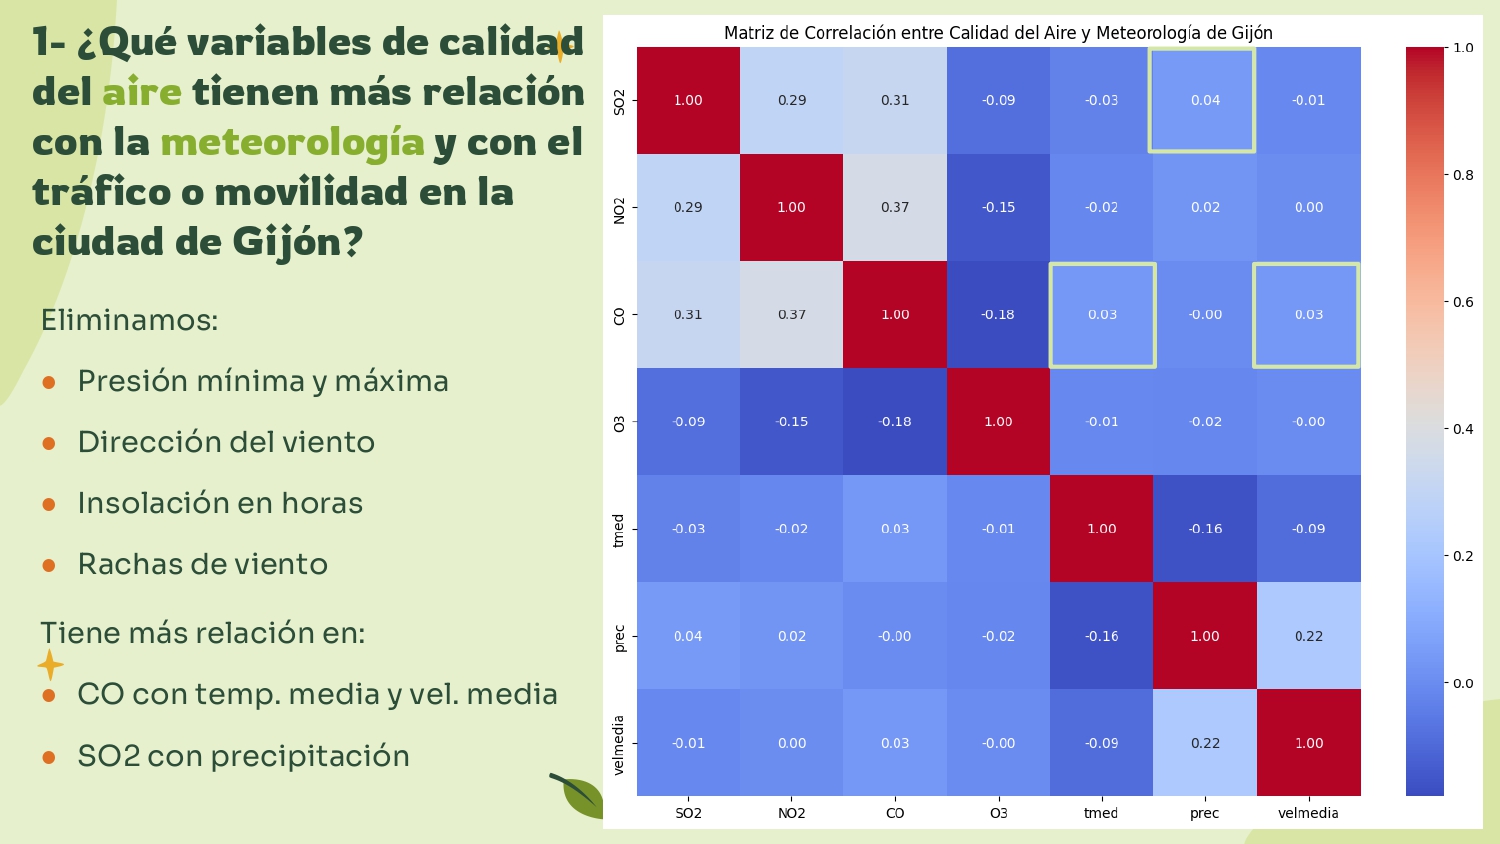 1- ¿Qué variables de calidad
del aire tienen más relación
con la meteorología y con el
tráfico o movilidad en la
ciudad de Gijón?
Eliminamos:
Presión mínima y máxima
Dirección del viento
Insolación en horas
Rachas de viento
Tiene más relación en:
CO con temp. media y vel. media
SO2 con precipitación
Matriz de Correlación entre Calidad del Aire y Meteorología de Gijón
SO2 1.00 0.29 0.31 -0.09 -0.03 0.04 -0.01
NO2 0.29 1.00 0.37 -0.15 -0.02 0.02 0.00
CO 0.31 0.37 1.00 -0.18 0.03 -0.00 0.03
O3 -0.09 -0.15 -0.18 1.00 -0.01 -0.02 -0.00
tmed -0.03 -0.02 0.03 -0.01 1.00 -0.16 -0.09
prec 0.04 0.02 -0.00 -0.02 -0.16 1.00 0.22
velmedia -0.01 0.00 0.03 -0.00 -0.09 0.22 1.00
SO2 NO2 CO O3 tmed prec velmedia
1.0
0.8
0.6
0.4
0.2
0.0